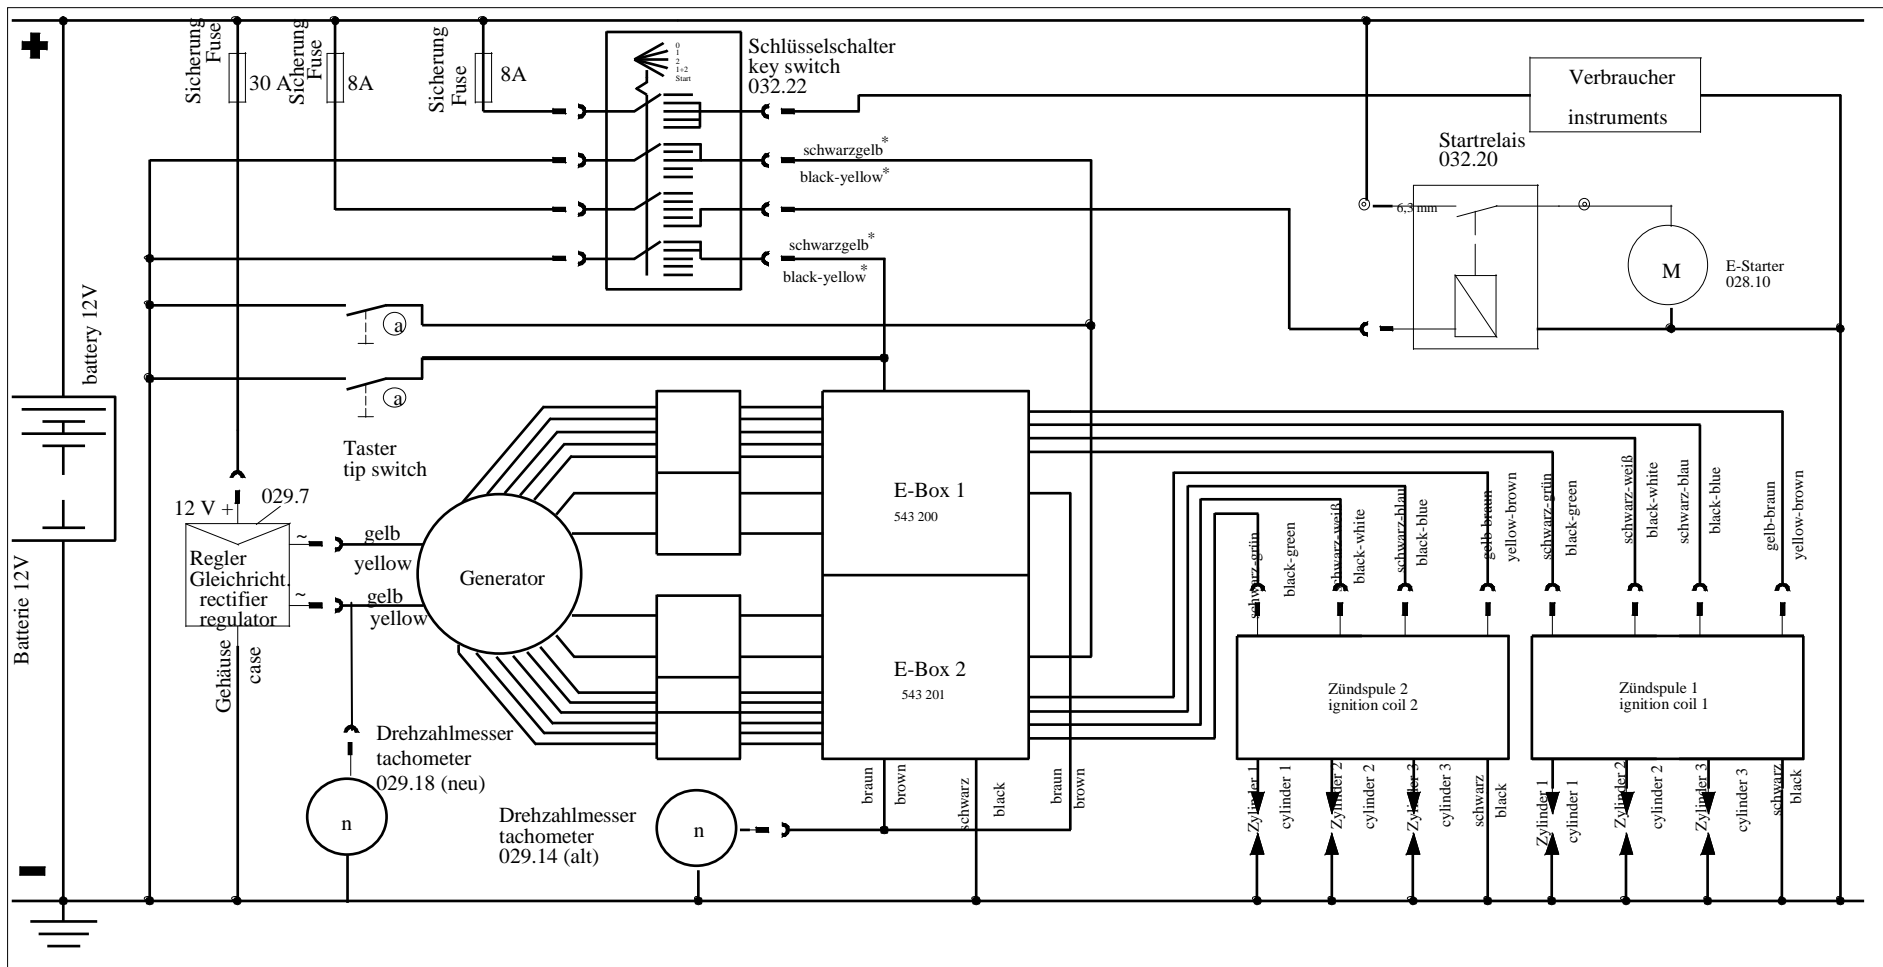 Sicherung
Fuse
30 A
Sicherung
Fuse
8A
Sicherung
Fuse
8A
0
1
2
1+2
Start
Schlüsselschalter
key switch
032.22
Verbraucher
instruments
Startrelais
032.20
schwarzgelb*
black-yellow*
schwarzgelb*
black-yellow*
6,3 mm
M
E-Starter
028.10
battery 12V
Batterie 12V
a
a
Taster
tip switch
12 V +
029.7
Regler
Gleichricht.
rectifier
regulator
~
~
gelb
yellow
gelb
yellow
Generator
Gehäuse
case
E-Box 1
543 200
E-Box 2
543 201
schwarz-grün
black-green
schwarz-weiß
black-white
schwarz-blau
black-blue
gelb-braun
yellow-brown
schwarz-grün
black-green
schwarz-weiß
black-white
schwarz-blau
black-blue
gelb-braun
yellow-brown
Zündspule 2
ignition coil 2
Zündspule 1
ignition coil 1
Drehzahlmesser
tachometer
029.18 (neu)
n
Drehzahlmesser
tachometer
029.14 (alt)
n
braun
brown
schwarz
black
braun
brown
Zylinder 1
cylinder 1
Zylinder 2
cylinder 2
Zylinder 3
cylinder 3
schwarz
black
Zylinder 1
cylinder 1
Zylinder 2
cylinder 2
Zylinder 3
cylinder 3
schwarz
black